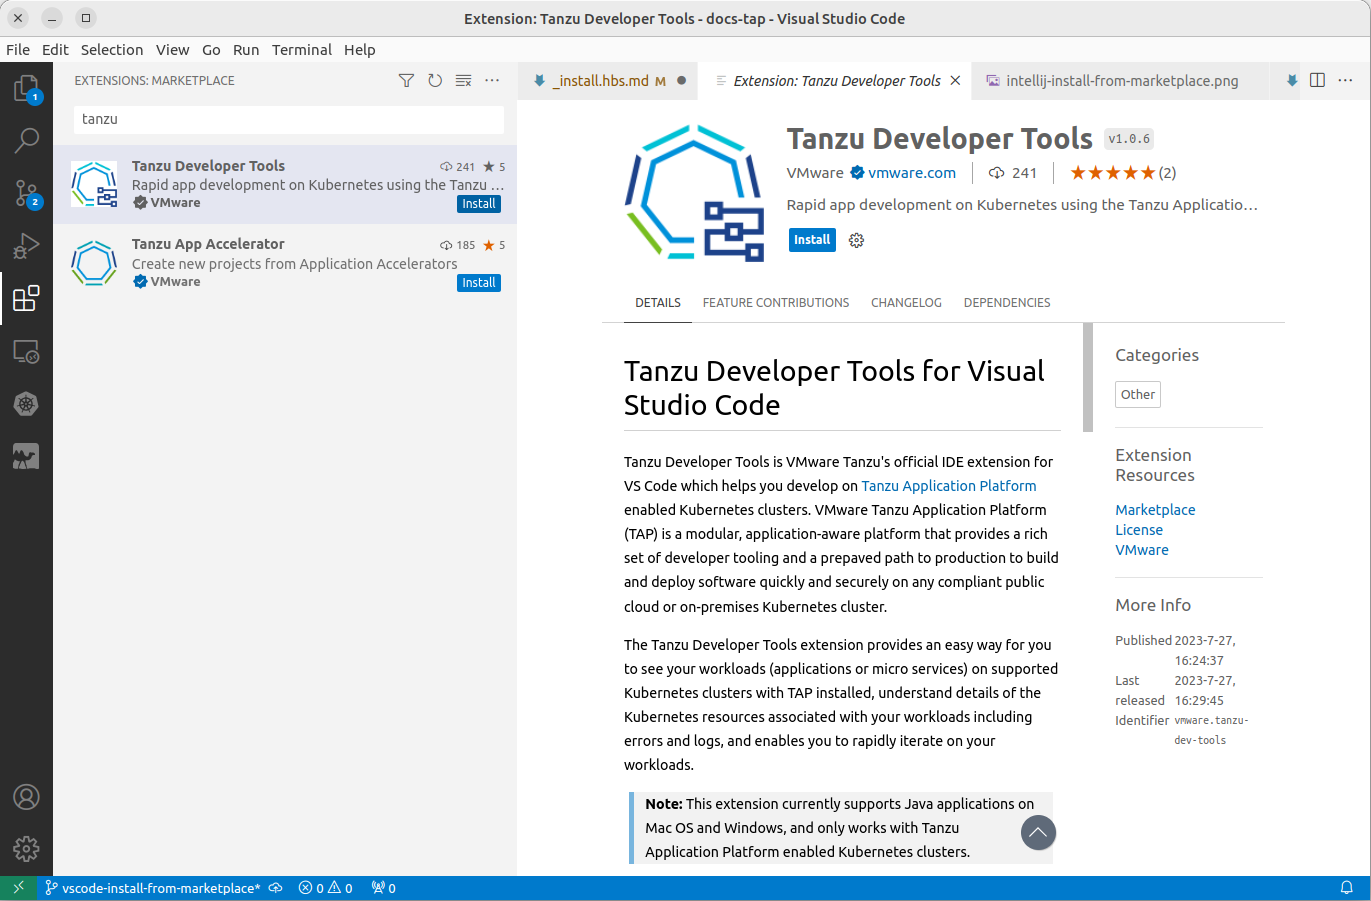 Extension: Tanzu Developer Tools - docs-tap - Visual Studio Code
File Edit Selection View Go Run Terminal Help
EXTENSIONS: MARKETPLACE
tanzu
Tanzu Developer Tools 241 5
Rapid app development on Kubernetes using the Tanzu ...
VMware Install
Tanzu App Accelerator 185 5
Create new projects from Application Accelerators
VMware Install
1
2
_install.hbs.md M
Extension: Tanzu Developer Tools
intellij-install-from-marketplace.png
Tanzu Developer Tools v1.0.6
VMware vmware.com 241 (2)
Rapid app development on Kubernetes using the Tanzu Applicatio...
Install
DETAILS FEATURE CONTRIBUTIONS CHANGELOG DEPENDENCIES
Tanzu Developer Tools for Visual
Studio Code
Tanzu Developer Tools is VMware Tanzu's official IDE extension for
VS Code which helps you develop on Tanzu Application Platform
enabled Kubernetes clusters. VMware Tanzu Application Platform
(TAP) is a modular, application-aware platform that provides a rich
set of developer tooling and a prepaved path to production to build
and deploy software quickly and securely on any compliant public
cloud or on-premises Kubernetes cluster.
The Tanzu Developer Tools extension provides an easy way for you
to see your workloads (applications or micro services) on supported
Kubernetes clusters with TAP installed, understand details of the
Kubernetes resources associated with your workloads including
errors and logs, and enables you to rapidly iterate on your
workloads.
Note: This extension currently supports Java applications on
Mac OS and Windows, and only works with Tanzu
Application Platform enabled Kubernetes clusters.
Categories
Other
Extension
Resources
Marketplace
License
VMware
More Info
Published 2023-7-27,
16:24:37
Last 2023-7-27,
released 16:29:45
Identifier vmware.tanzu-
dev-tools
vscode-install-from-marketplace* 0 0 0